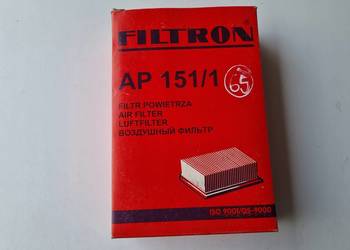 FILTRON
AP 151/1
65
FILTR POWIETRZA
AIR FILTER
LUFTFILTER
ВОЗДУШНЫЙ ФИЛЬТР
ISO 9001/QS-9000